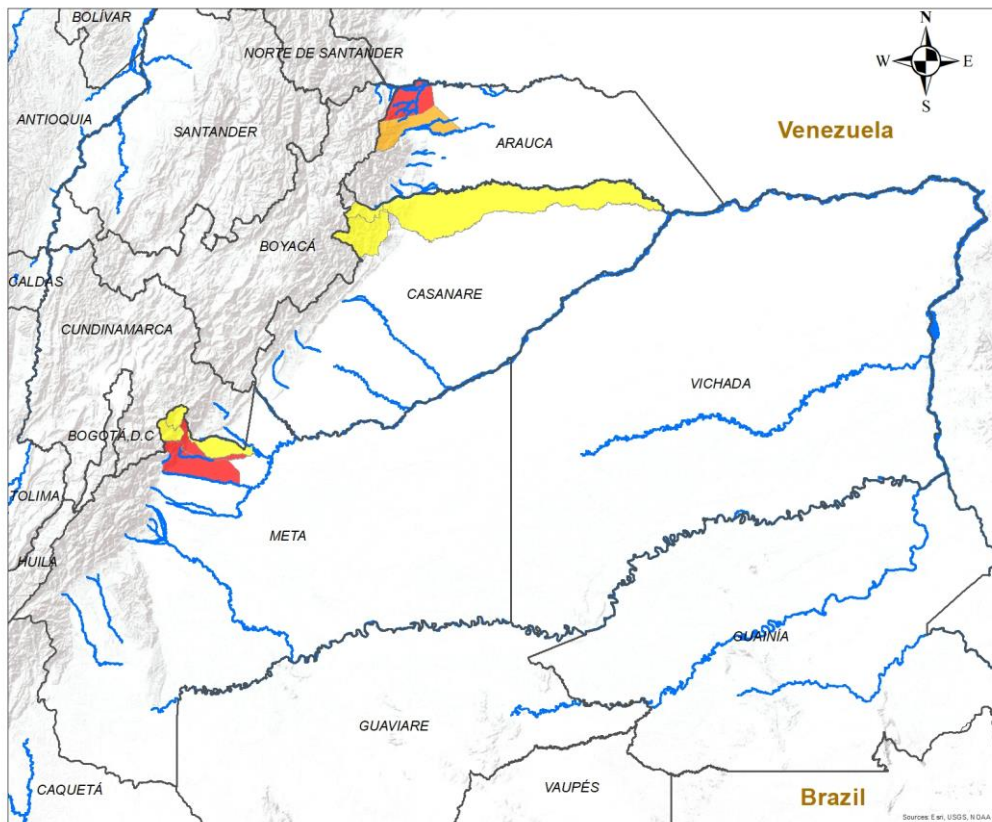 BOLÍVAR
N
NORTE DE SANTANDER
W E
S
ANTIOQUIA
SANTANDER
Venezuela
ARAUCA
BOYACÁ
CALDAS
CASANARE
CUNDINAMARCA
VICHADA
BOGOTÁ D.C
TOLIMA
META
HUILA
GUAINÍA
GUAVIARE
CAQUETÁ
VAUPÉS
Brazil
Sources: Esri, USGS, NOAA